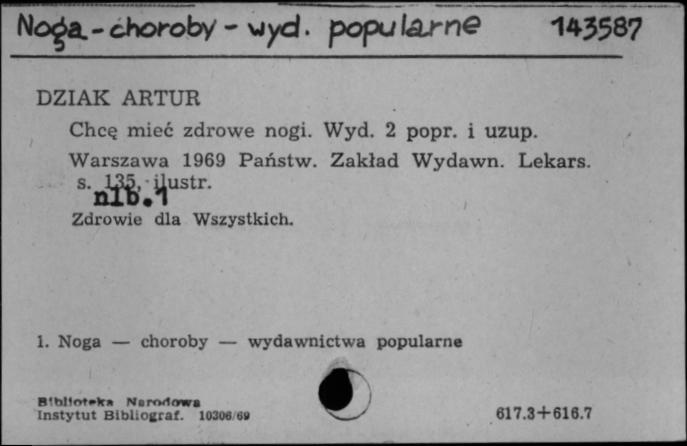 Noga - choroby - wyd. popularne 143587
DZIAK ARTUR
Chcę mieć zdrowe nogi. Wyd. 2 popr. i uzup.
Warszawa 1969 Państw. Zakład Wydawn. Lekars.
s. 135, ilustr.
nlb. 1
Zdrowie dla Wszystkich.
1. Noga — choroby — wydawnictwa popularne
Biblioteka Narodowa
Instytut Bibliograf. 10306/69 617.3+616.7